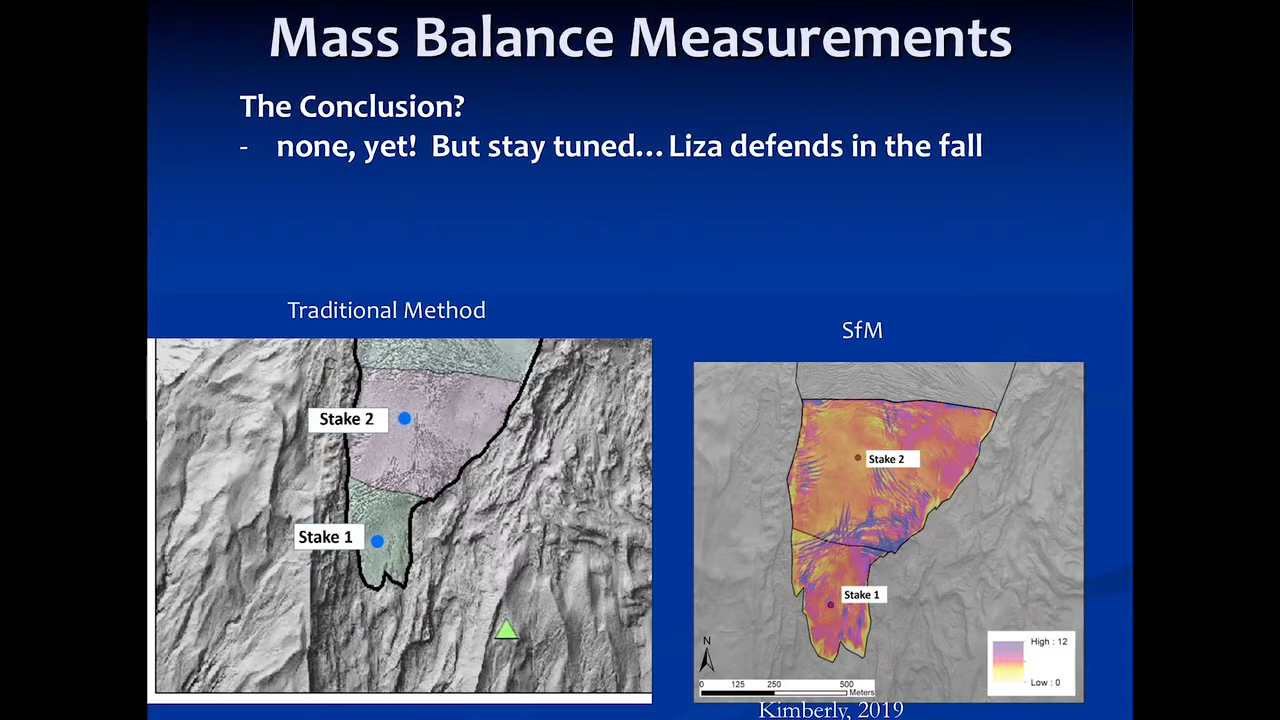 Mass Balance Measurements
The Conclusion?
- none, yet! But stay tuned... Liza defends in the fall
Traditional Method
SfM
Stake 2
Stake 1
Stake 2
Stake 1
N
High : 12
Low : 0
0 125 250 500
Meters
Kimberly, 2019